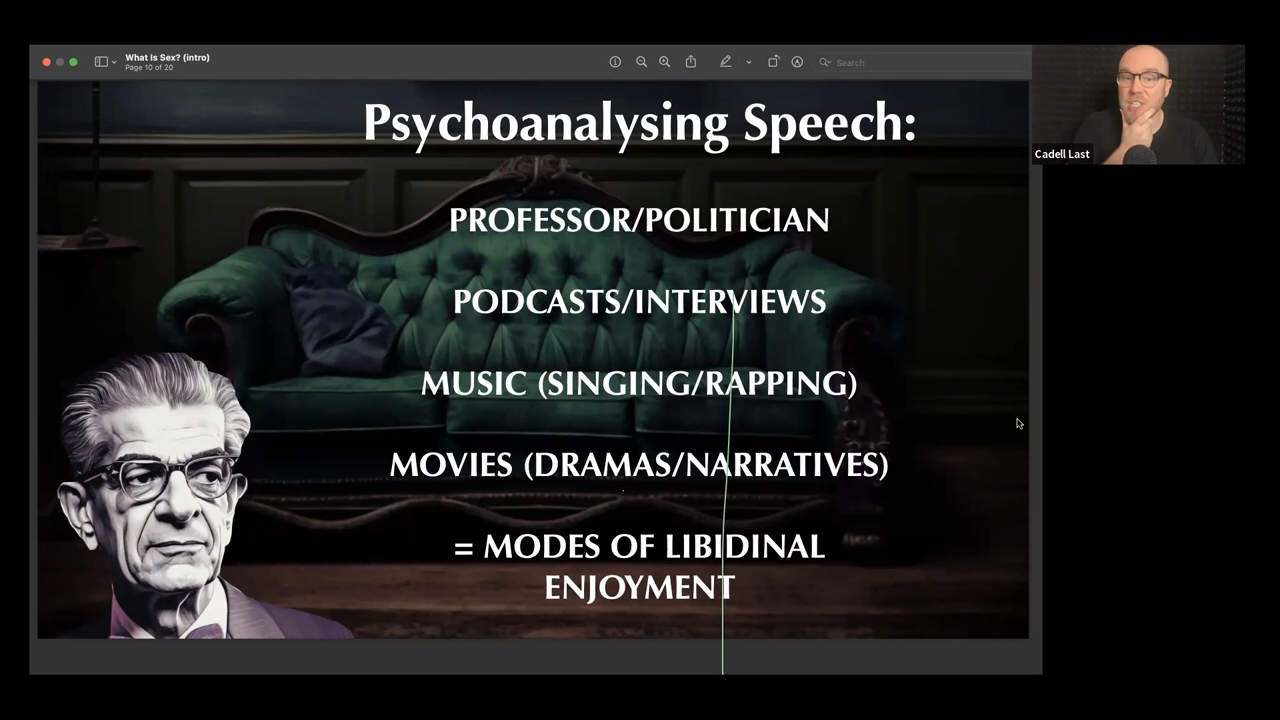 What Is Sex? (intro)
Page 10 of 20
Search
Cadell Last
Psychoanalysing Speech:
PROFESSOR/POLITICIAN
PODCASTS/INTERVIEWS
MUSIC (SINGING/RAPPING)
MOVIES (DRAMAS/NARRATIVES)
= MODES OF LIBIDINAL
ENJOYMENT